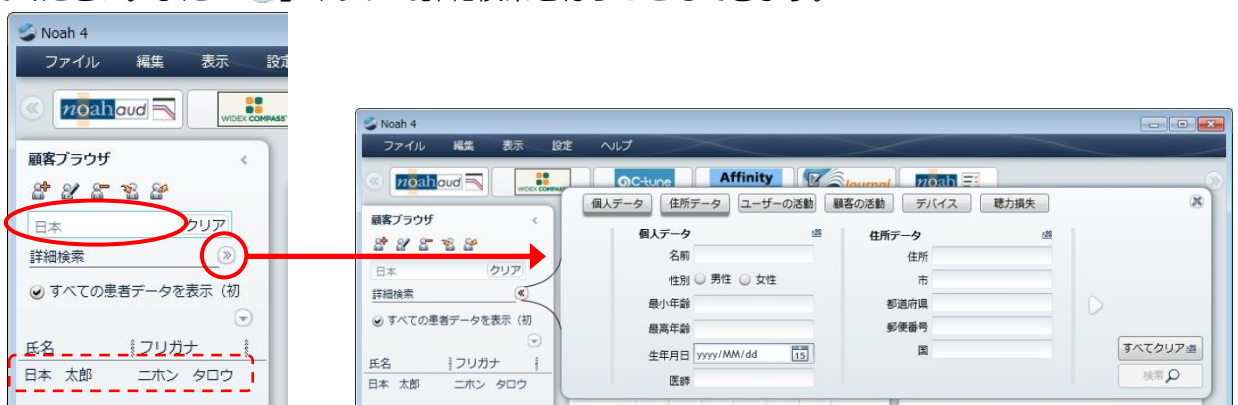 Noah 4
ファイル 編集 表示
noah aud WIDEX COMPASS
顧客ブラウザ
日本 クリア
詳細検索
すべての患者データを表示（初
氏名 フリガナ
日本 太郎 ニホン タロウ
Noah 4
ファイル 編集 表示 設定 ヘルプ
noah aud WIDEX Affinity Journal noah
顧客ブラウザ
日本 クリア
詳細検索
すべての患者データを表示（初
氏名 フリガナ
日本 太郎 ニホン タロウ
個人データ 住所データ ユーザーの活動 顧客の活動 デバイス 聴力損失
個人データ
名前
性別 男性 女性
最小年齢
最高年齢
生年月日 yyyy/MM/dd 15
医師
住所データ
住所
市
都道府県
郵便番号
国
すべてクリア
検索